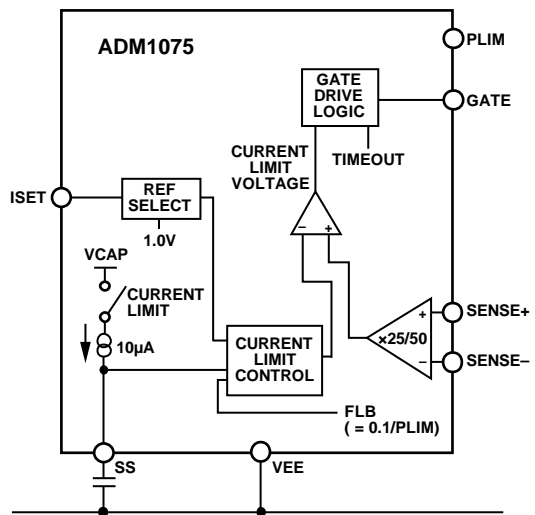 ADM1075
PLIM
GATE
DRIVE
LOGIC
GATE
CURRENT
LIMIT
VOLTAGE
TIMEOUT
ISET
REF
SELECT
1.0V
− +
VCAP
CURRENT
LIMIT
10µA
CURRENT
LIMIT
CONTROL
+
×25/50
−
SENSE+
SENSE−
FLB
( = 0.1/PLIM)
SS
VEE